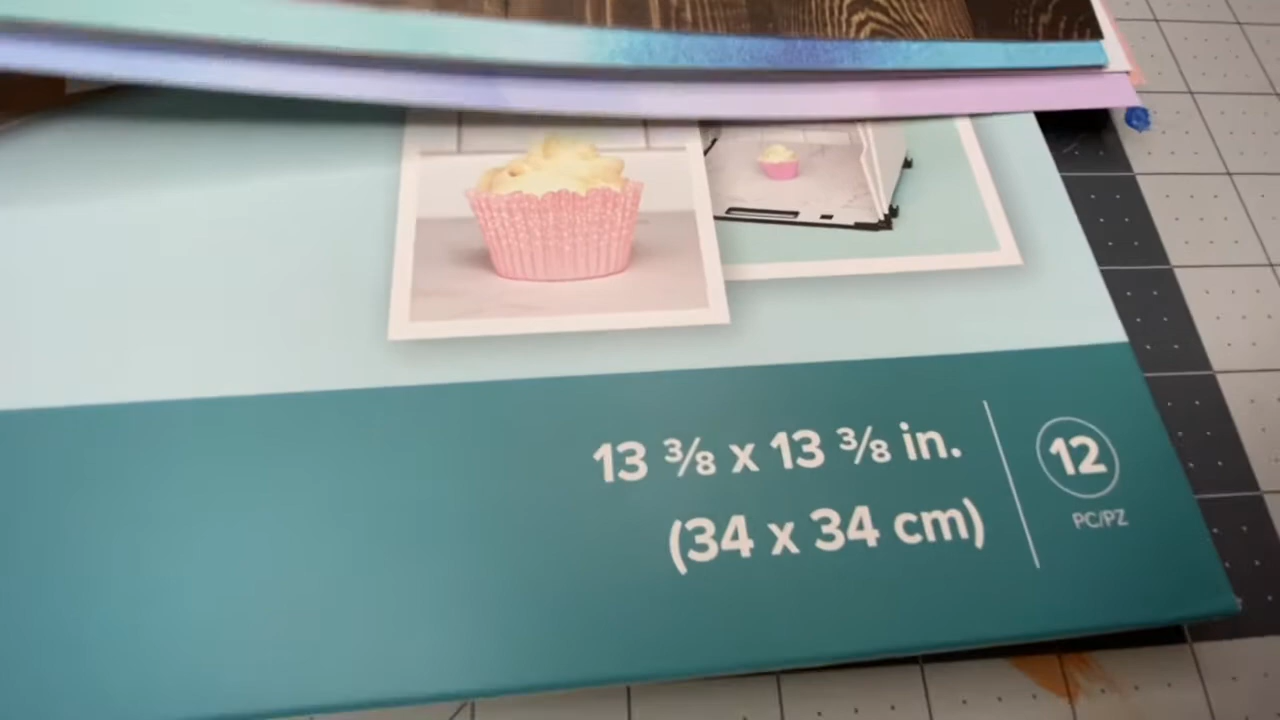 13 ⅜ x 13 ⅜ in.
(34 x 34 cm)
12
PC/PZ